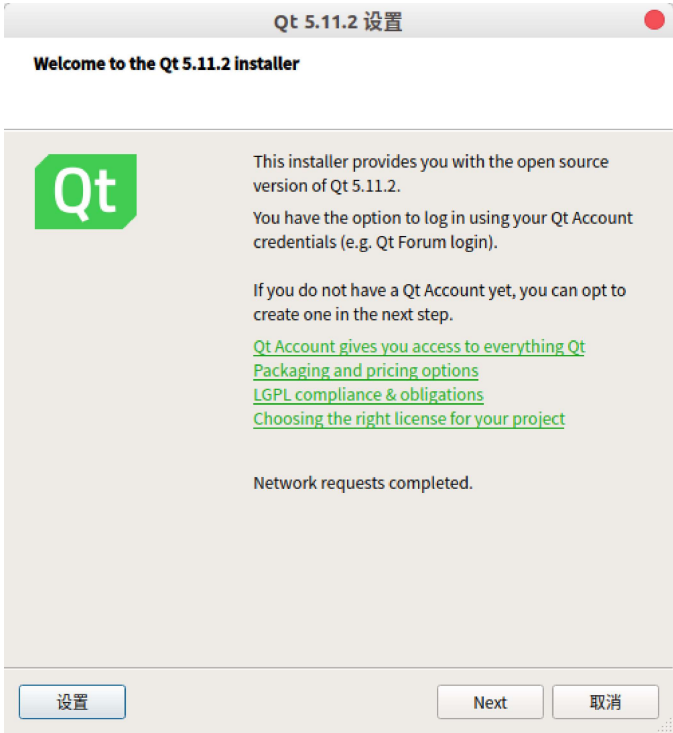 Qt 5.11.2 设置
Welcome to the Qt 5.11.2 installer
Qt
This installer provides you with the open source
version of Qt 5.11.2.
You have the option to log in using your Qt Account
credentials (e.g. Qt Forum login).
If you do not have a Qt Account yet, you can opt to
create one in the next step.
Qt Account gives you access to everything Qt
Packaging and pricing options
LGPL compliance & obligations
Choosing the right license for your project
Network requests completed.
设置
Next
取消